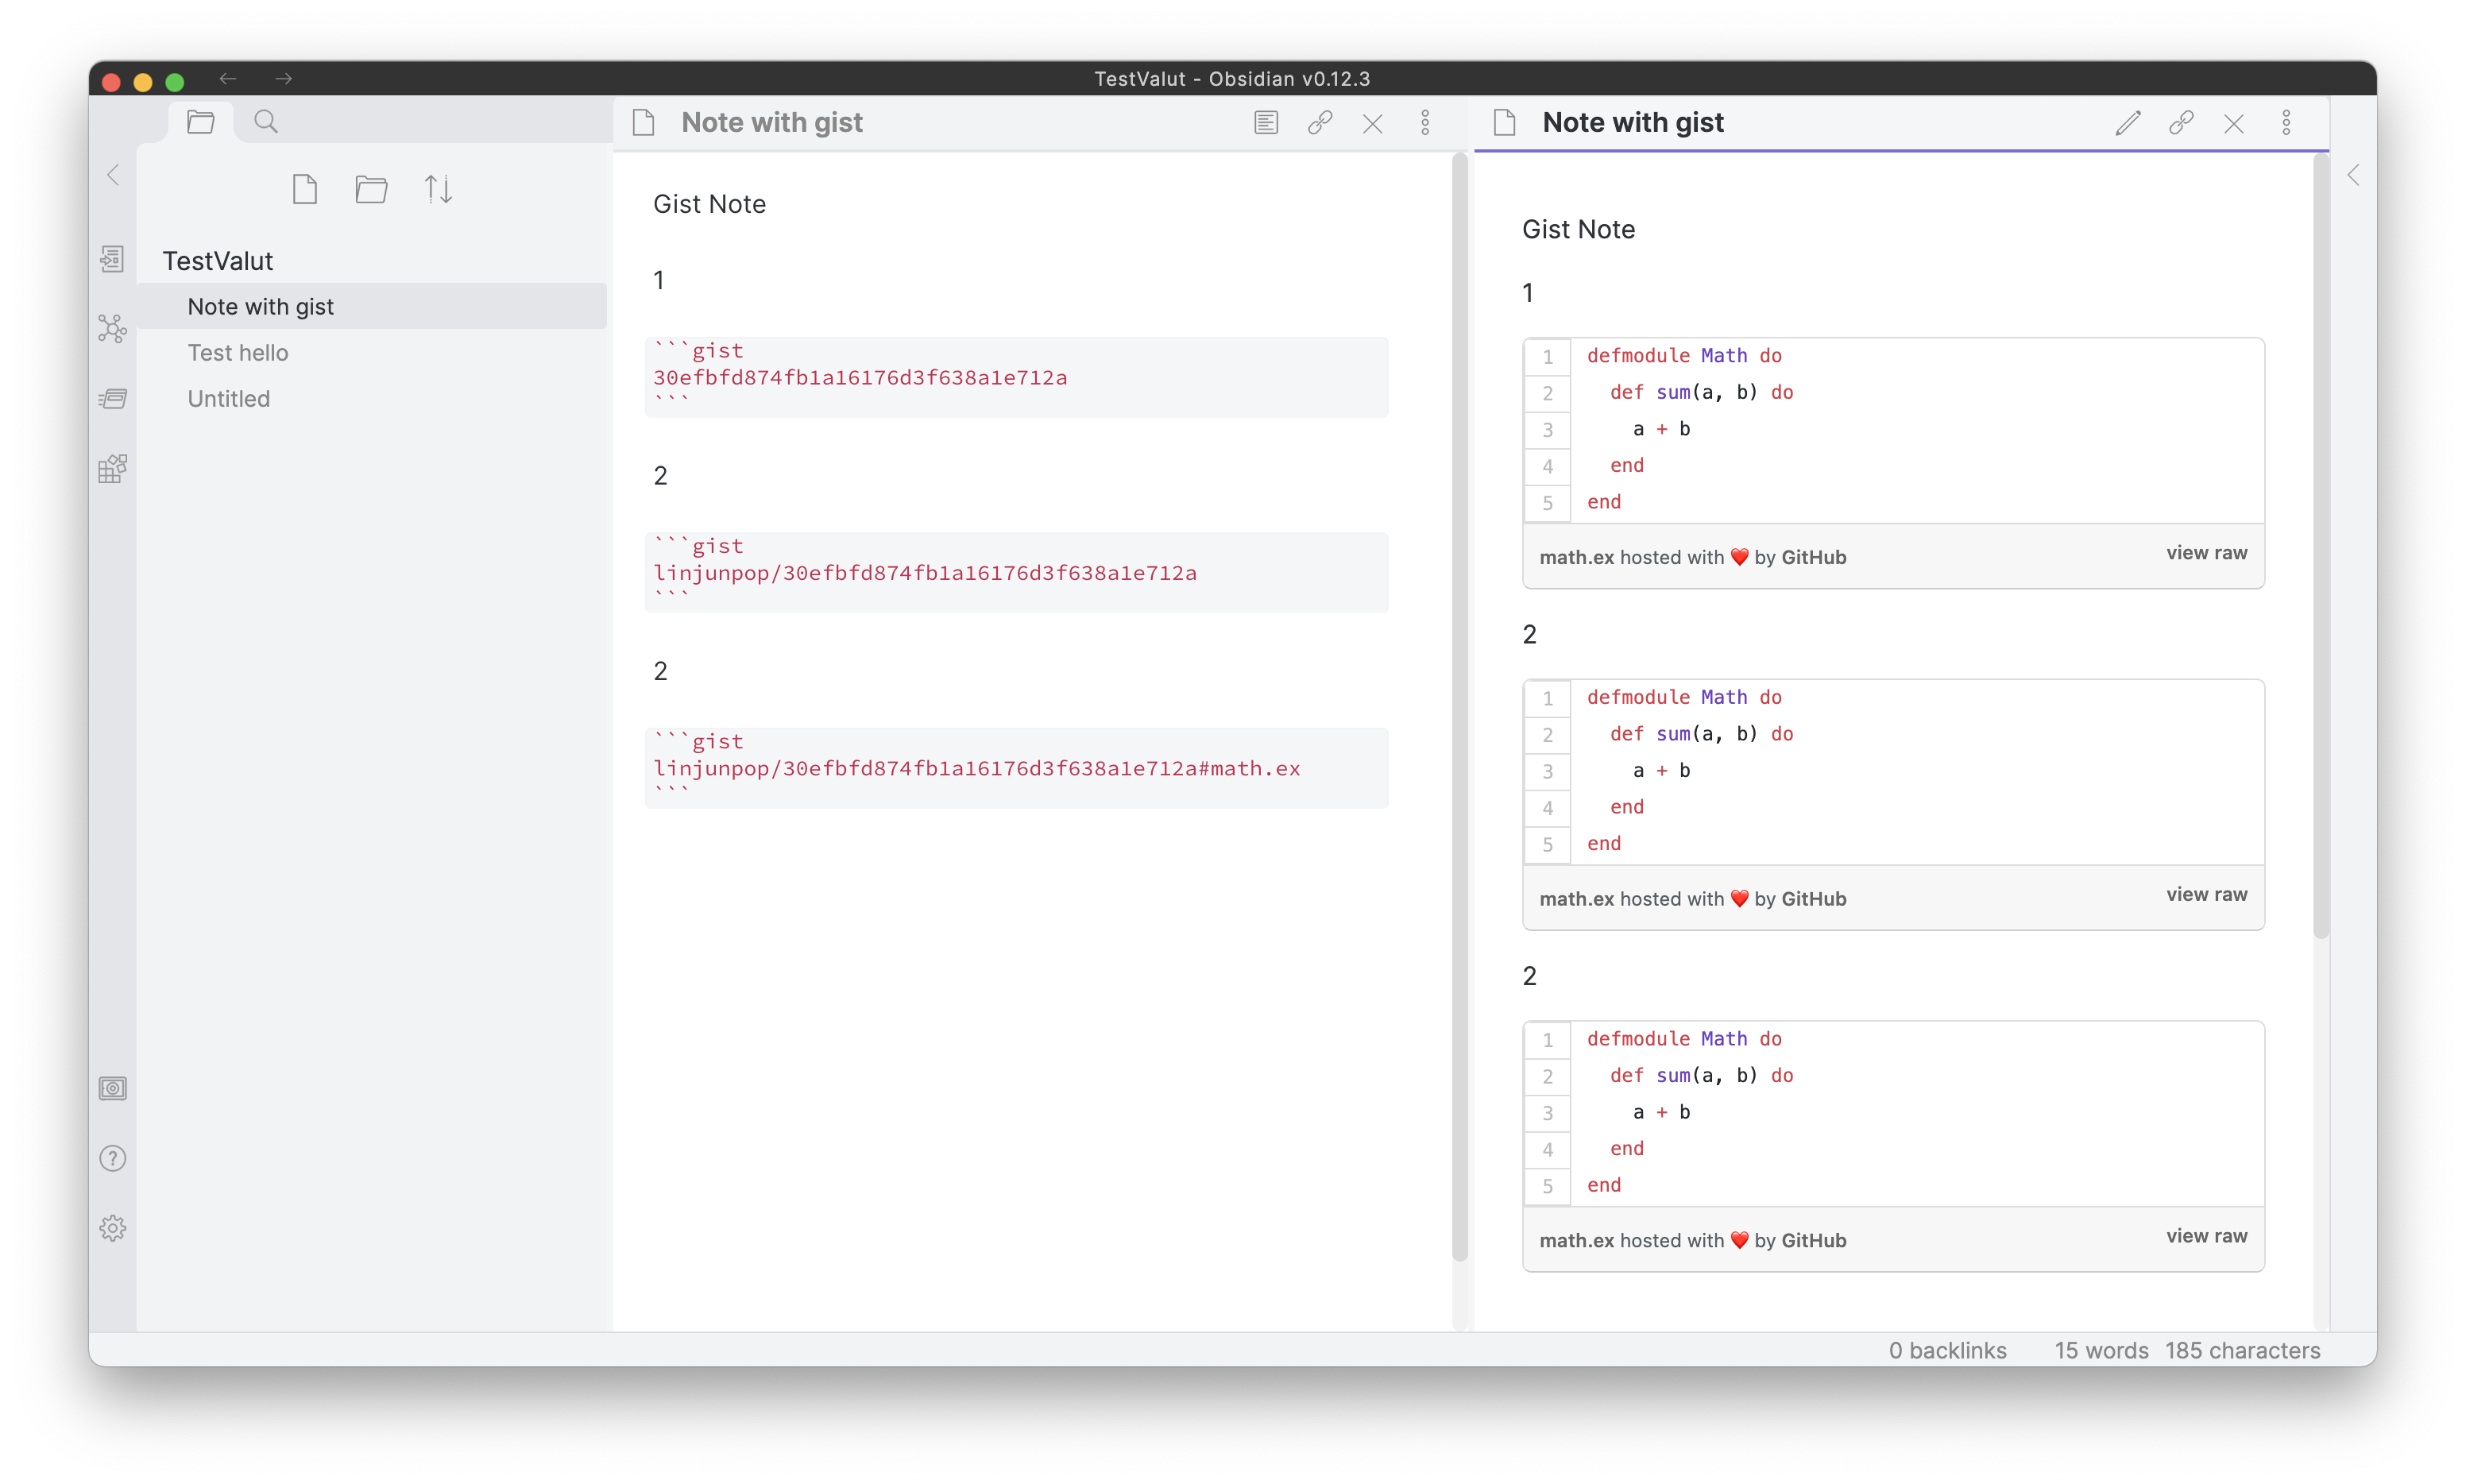 TestValut - Obsidian v0.12.3
TestValut
Note with gist
Test hello
Untitled
Note with gist
Gist Note
1
```gist
30efbfd874fb1a16176d3f638a1e712a
```
2
```gist
linjunpop/30efbfd874fb1a16176d3f638a1e712a
```
2
```gist
linjunpop/30efbfd874fb1a16176d3f638a1e712a#math.ex
```
Note with gist
Gist Note
1
1 defmodule Math do
2 def sum(a, b) do
3 a + b
4 end
5 end
math.ex hosted with ❤️ by GitHub view raw
2
1 defmodule Math do
2 def sum(a, b) do
3 a + b
4 end
5 end
math.ex hosted with ❤️ by GitHub view raw
2
1 defmodule Math do
2 def sum(a, b) do
3 a + b
4 end
5 end
math.ex hosted with ❤️ by GitHub view raw
0 backlinks 15 words 185 characters